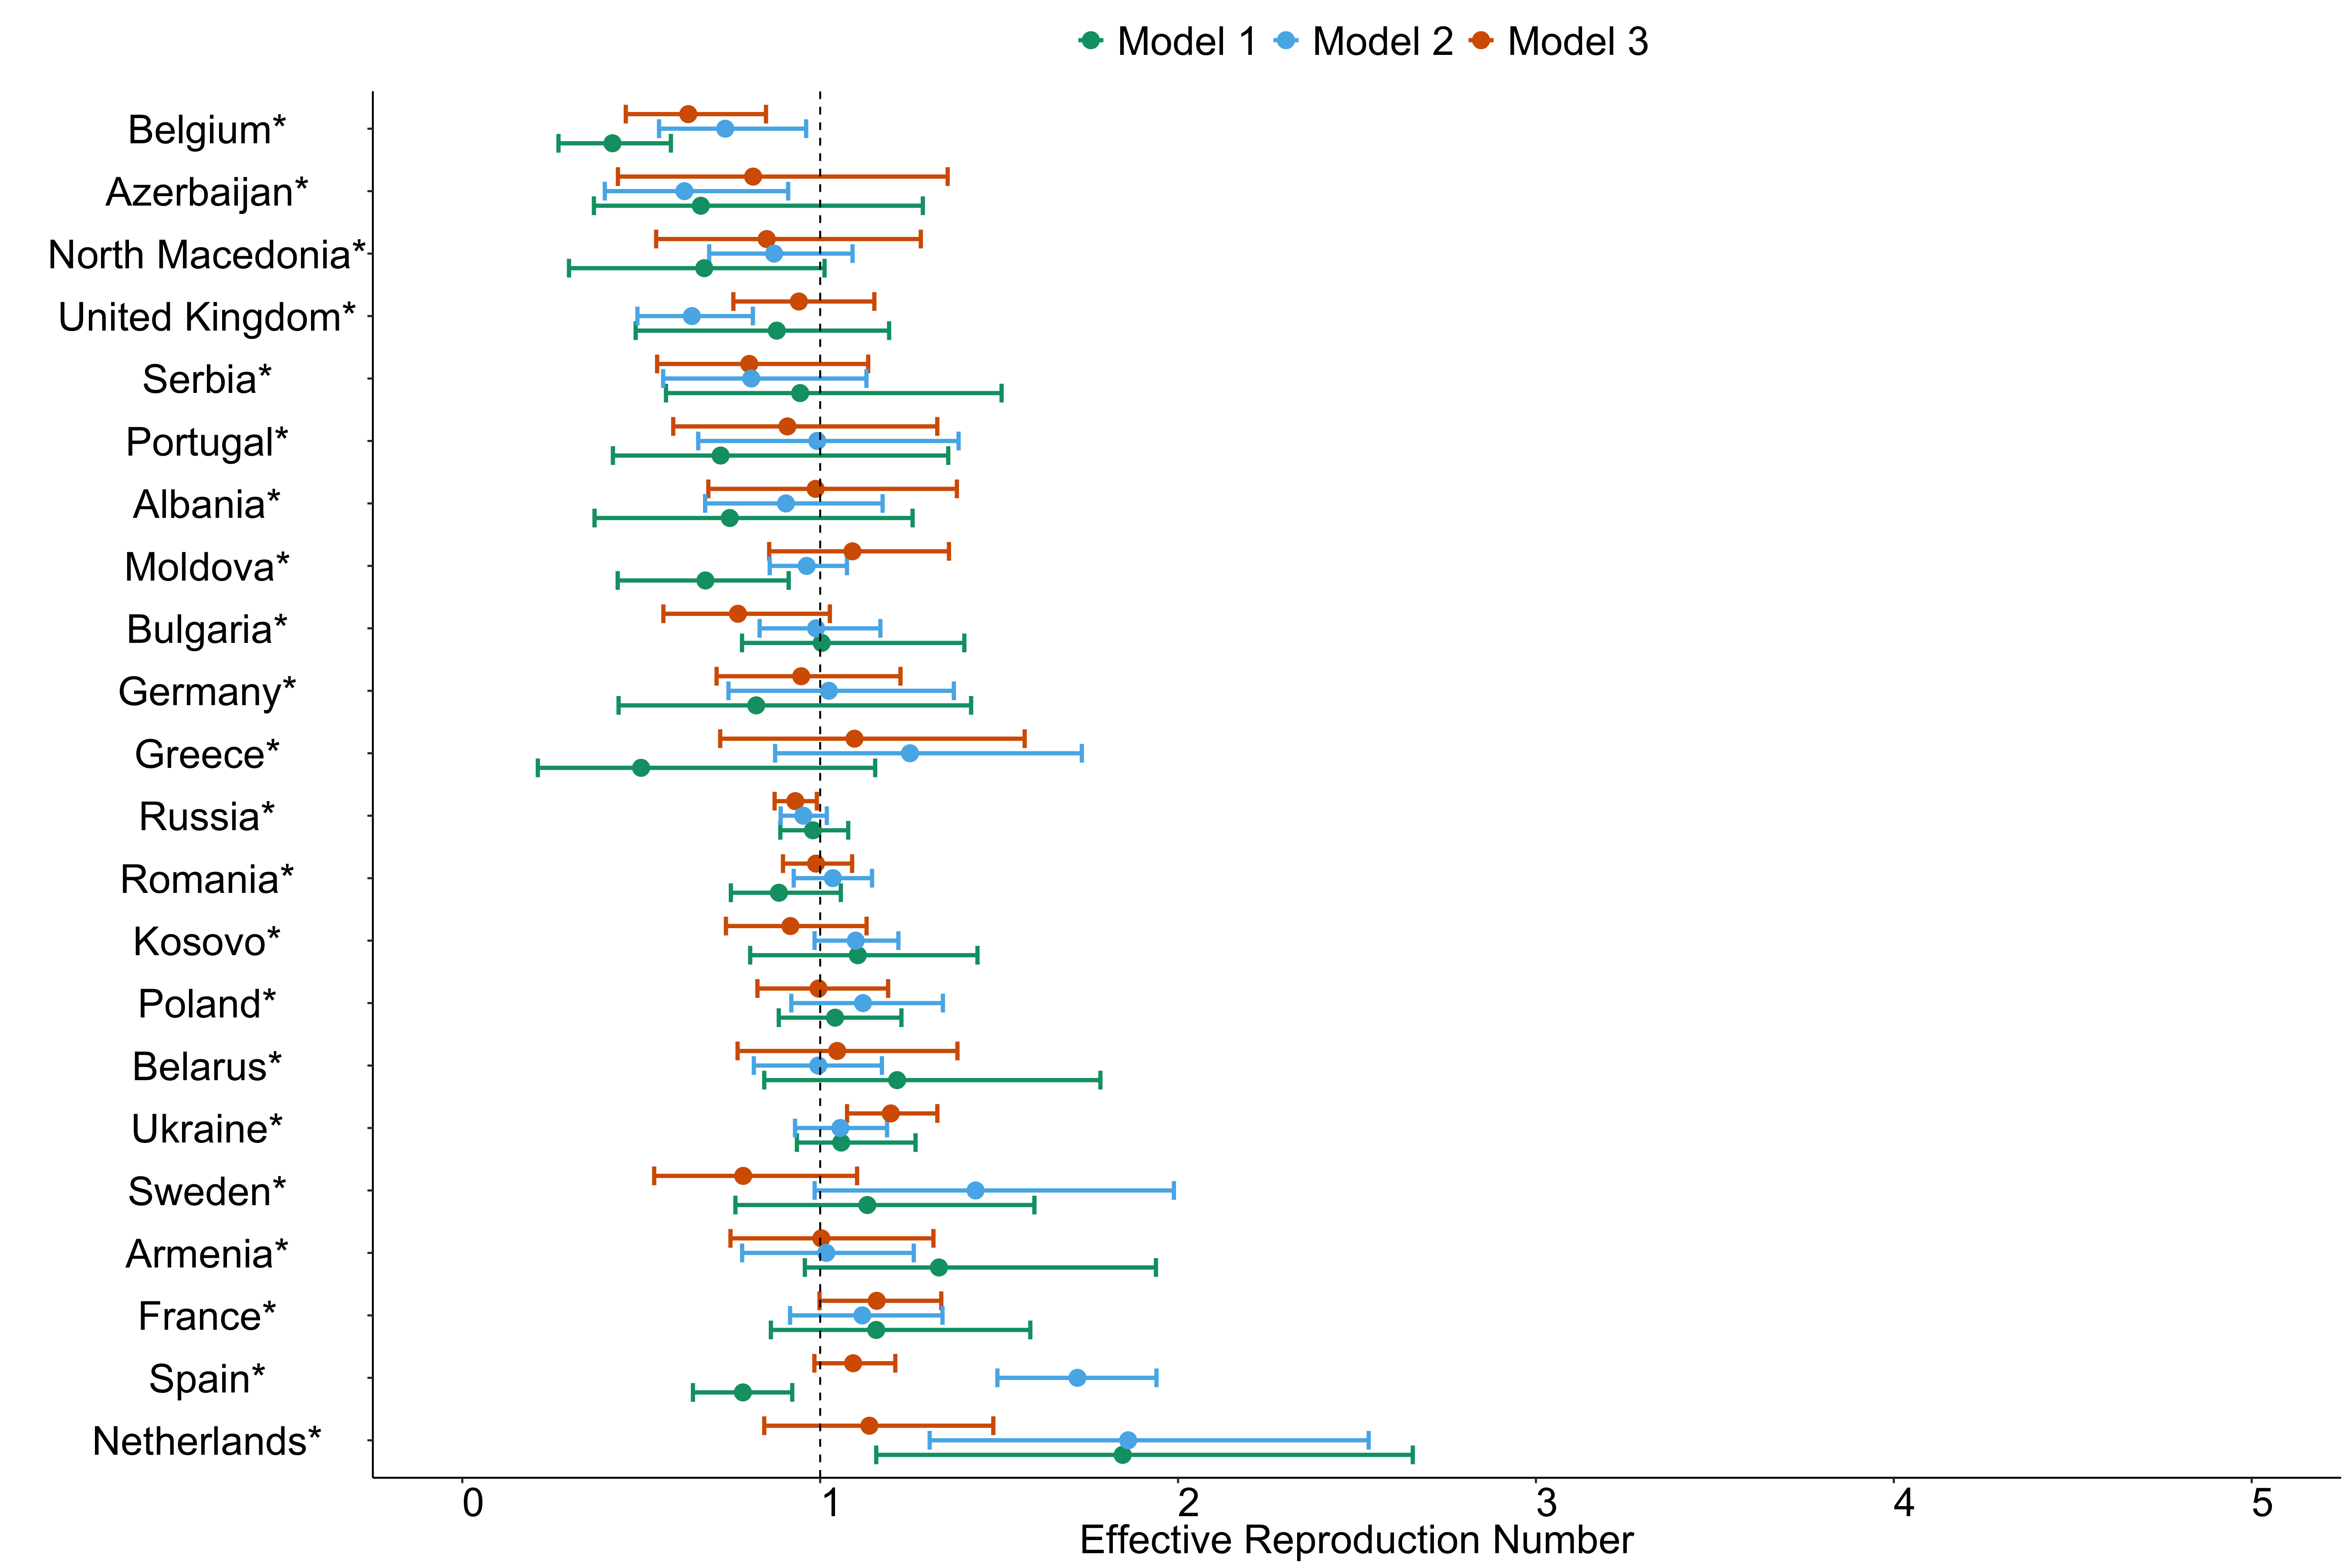 Model 1 Model 2 Model 3
Belgium*
Azerbaijan*
North Macedonia*
United Kingdom*
Serbia*
Portugal*
Albania*
Moldova*
Bulgaria*
Germany*
Greece*
Russia*
Romania*
Kosovo*
Poland*
Belarus*
Ukraine*
Sweden*
Armenia*
France*
Spain*
Netherlands*
0 1 2 3 4 5
Effective Reproduction Number